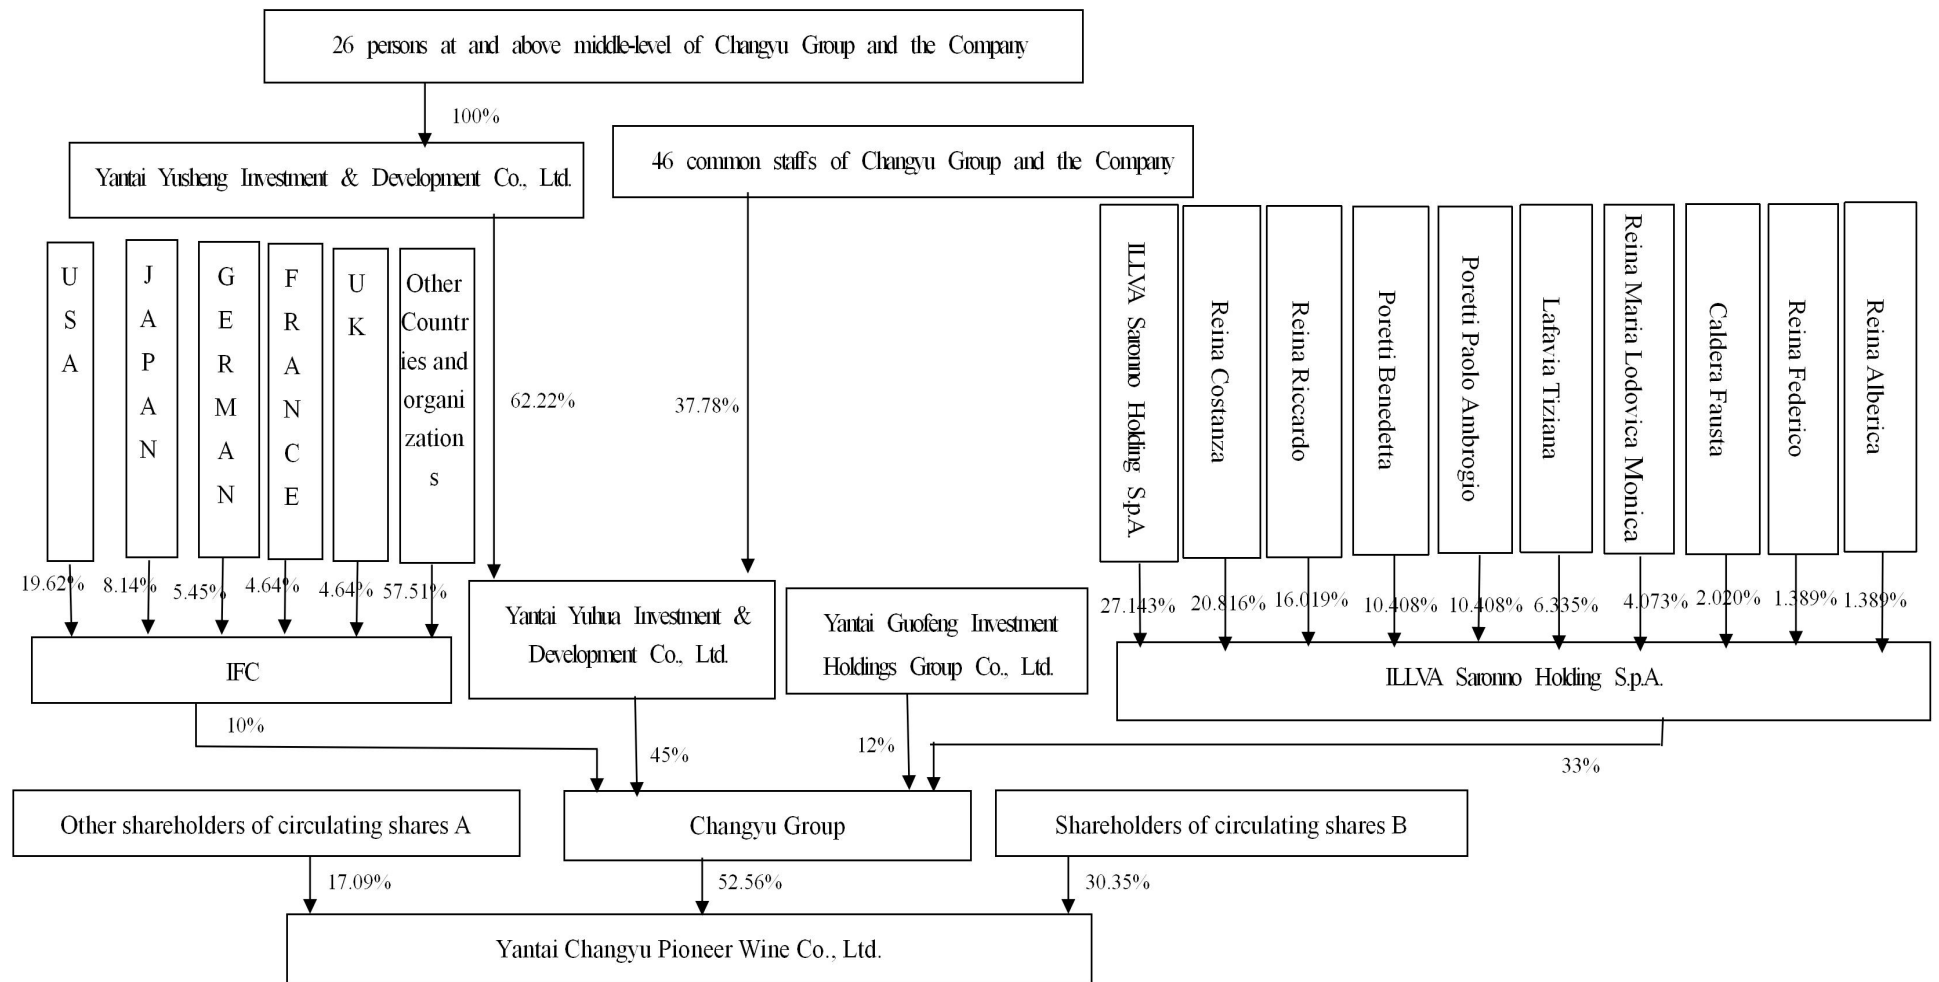 26 persons at and above middle-level of Changyu Group and the Company
100%
46 common staffs of Changyu Group and the Company
Yantai Yusheng Investment & Development Co., Ltd.
USA
JAPAN
GERMAN
FRANCE
UK
Other
Countr
ies and
organi
zation
s
62.22%
37.78%
ILLVA Saronno Holding S.p.A.
Reina Costanza
Reina Riccardo
Poretti Benedetta
Poretti Paolo Ambrogio
Lafavia Tiziana
Reina Maria Lodovica Monica
Caldera Fausta
Reina Federico
Reina Alberica
19.62%
8.14%
5.45%
4.64%
4.64%
57.51%
27.143%
20.816%
16.019%
10.408%
10.408%
6.335%
4.073%
2.020%
1.389%
1.389%
IFC
Yantai Yuhua Investment &
Development Co., Ltd.
Yantai Guofeng Investment
Holdings Group Co., Ltd.
ILLVA Saronno Holding S.p.A.
10%
45%
12%
33%
Other shareholders of circulating shares A
Changyu Group
Shareholders of circulating shares B
17.09%
52.56%
30.35%
Yantai Changyu Pioneer Wine Co., Ltd.